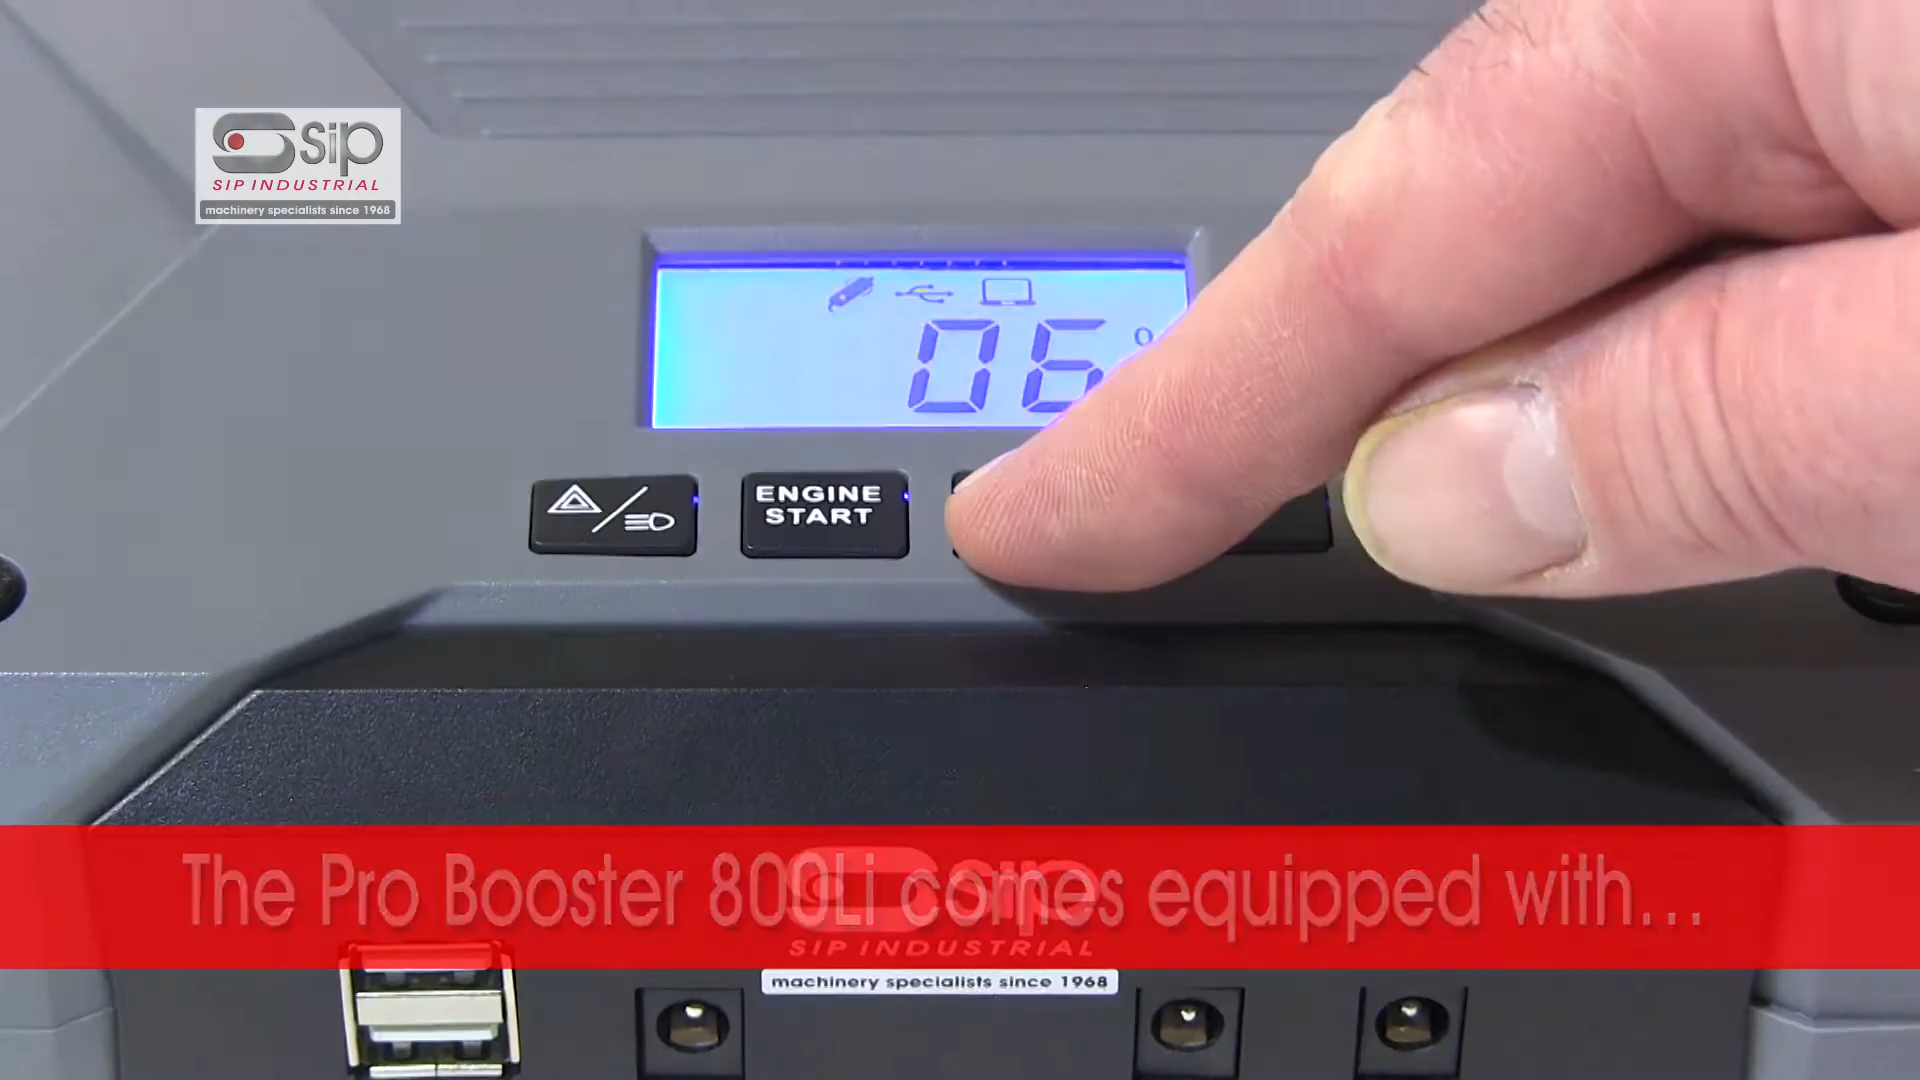 sip
SIP INDUSTRIAL
machinery specialists since 1968
06°
ENGINE
START
The Pro Booster 800Li comes equipped with...
sip
SIP INDUSTRIAL
machinery specialists since 1968